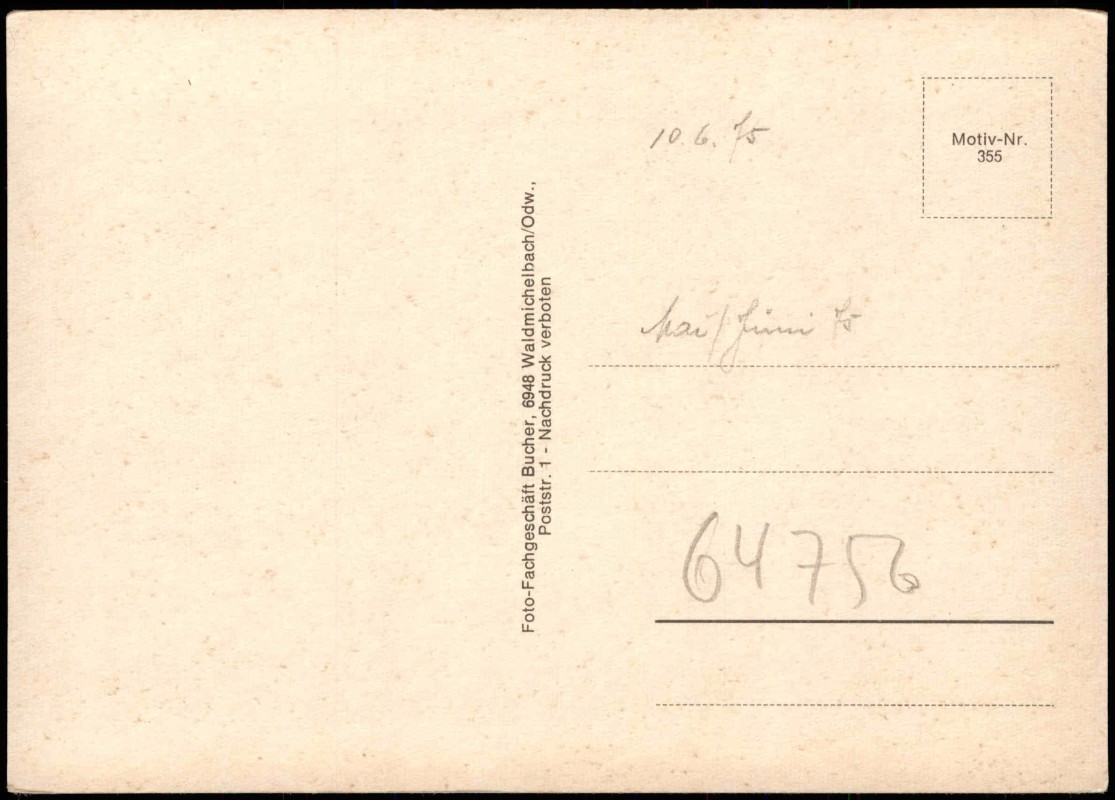 10. 6. 75
Motiv-Nr.
355
Foto-Fachgeschäft Bucher, 6948 Waldmichelbach/Odw.,
Poststr. 1 - Nachdruck verboten
Mai/Juni 75
64756